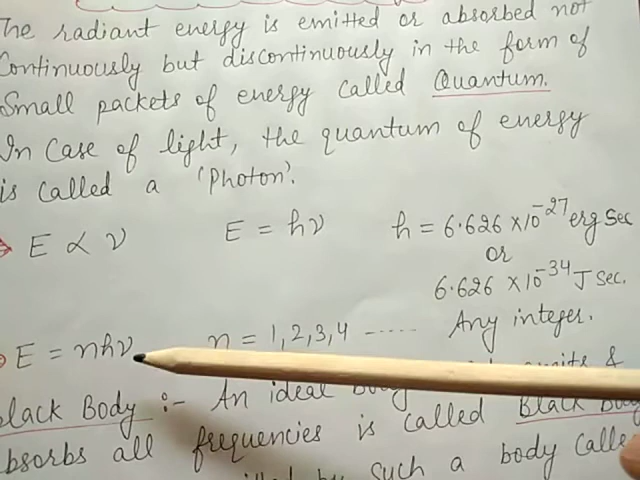 The radiant energy is emitted or absorbed not
Continuously but discontinuously in the form of
Small packets of energy called Quantum.
In case of light, the quantum of energy
is called a 'Photon'.
E ∝ ν E = hν h = 6.626 × 10⁻²⁷ erg Sec
or
6.626 × 10⁻³⁴ J Sec.
E = nhν n = 1, 2, 3, 4 ...... Any integer.
Black Body :- An ideal body &
absorbs all frequencies is called Black Body
by such a body called